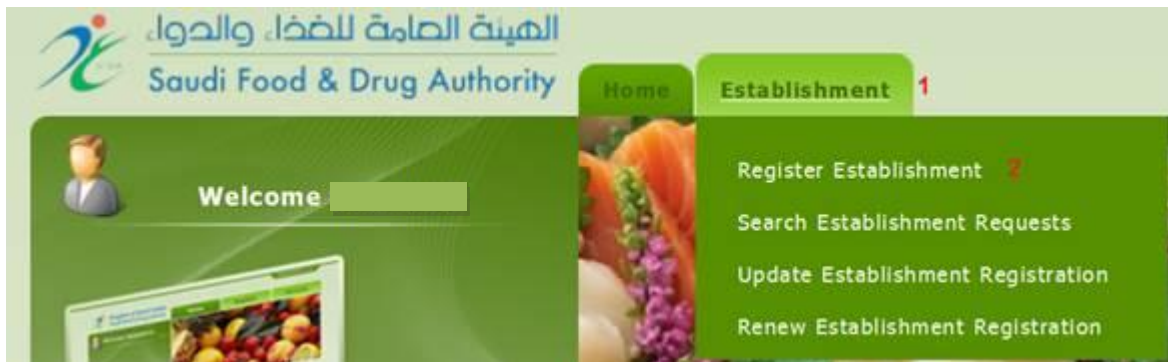 الهيئة العامة للغذاء والدواء
Saudi Food & Drug Authority
Home
Establishment 1
Welcome
Register Establishment 2
Search Establishment Requests
Update Establishment Registration
Renew Establishment Registration